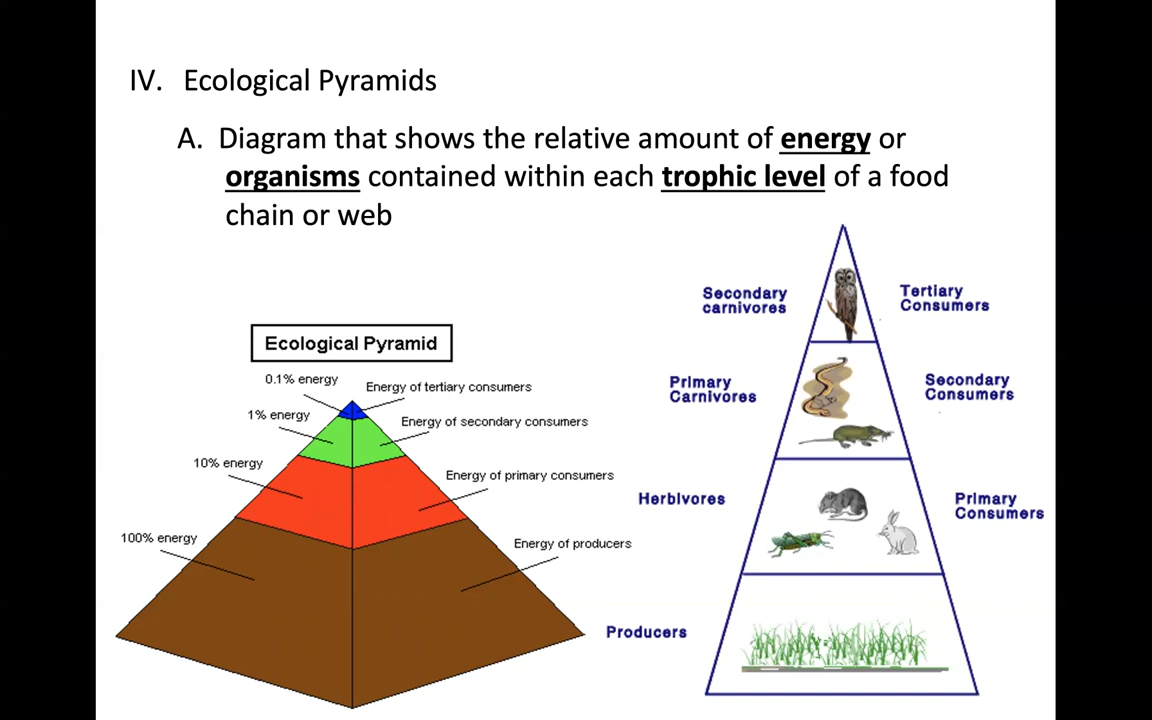 IV. Ecological Pyramids
A. Diagram that shows the relative amount of energy or
organisms contained within each trophic level of a food
chain or web
Ecological Pyramid
0.1% energy
Energy of tertiary consumers
1% energy
Energy of secondary consumers
10% energy
Energy of primary consumers
100% energy
Energy of producers
Secondary
carnivores
Tertiary
Consumers
Primary
Carnivores
Secondary
Consumers
Herbivores
Primary
Consumers
Producers